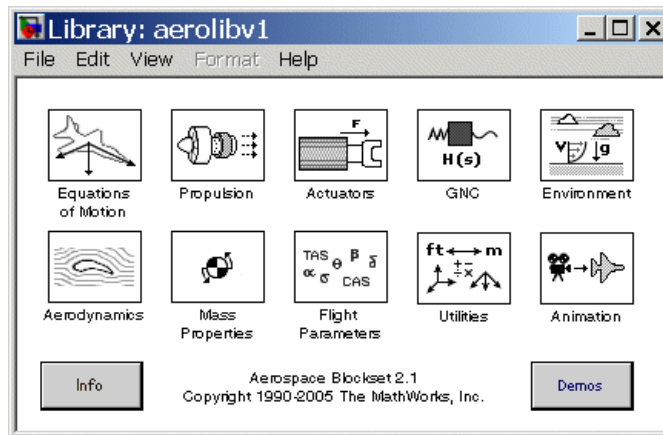 Library: aerolibv1
File Edit View Format Help
F
H(s)
V g
Equations
of Motion
Propulsion
Actuators
GNC
Environment
TAS θ β δ
α σ CAS
ft m
+ -
÷ x
Aerodynamics
Mass
Properties
Flight
Parameters
Utilities
Animation
Info
Aerospace Blockset 2.1
Copyright 1990-2005 The MathWorks, Inc.
Demos